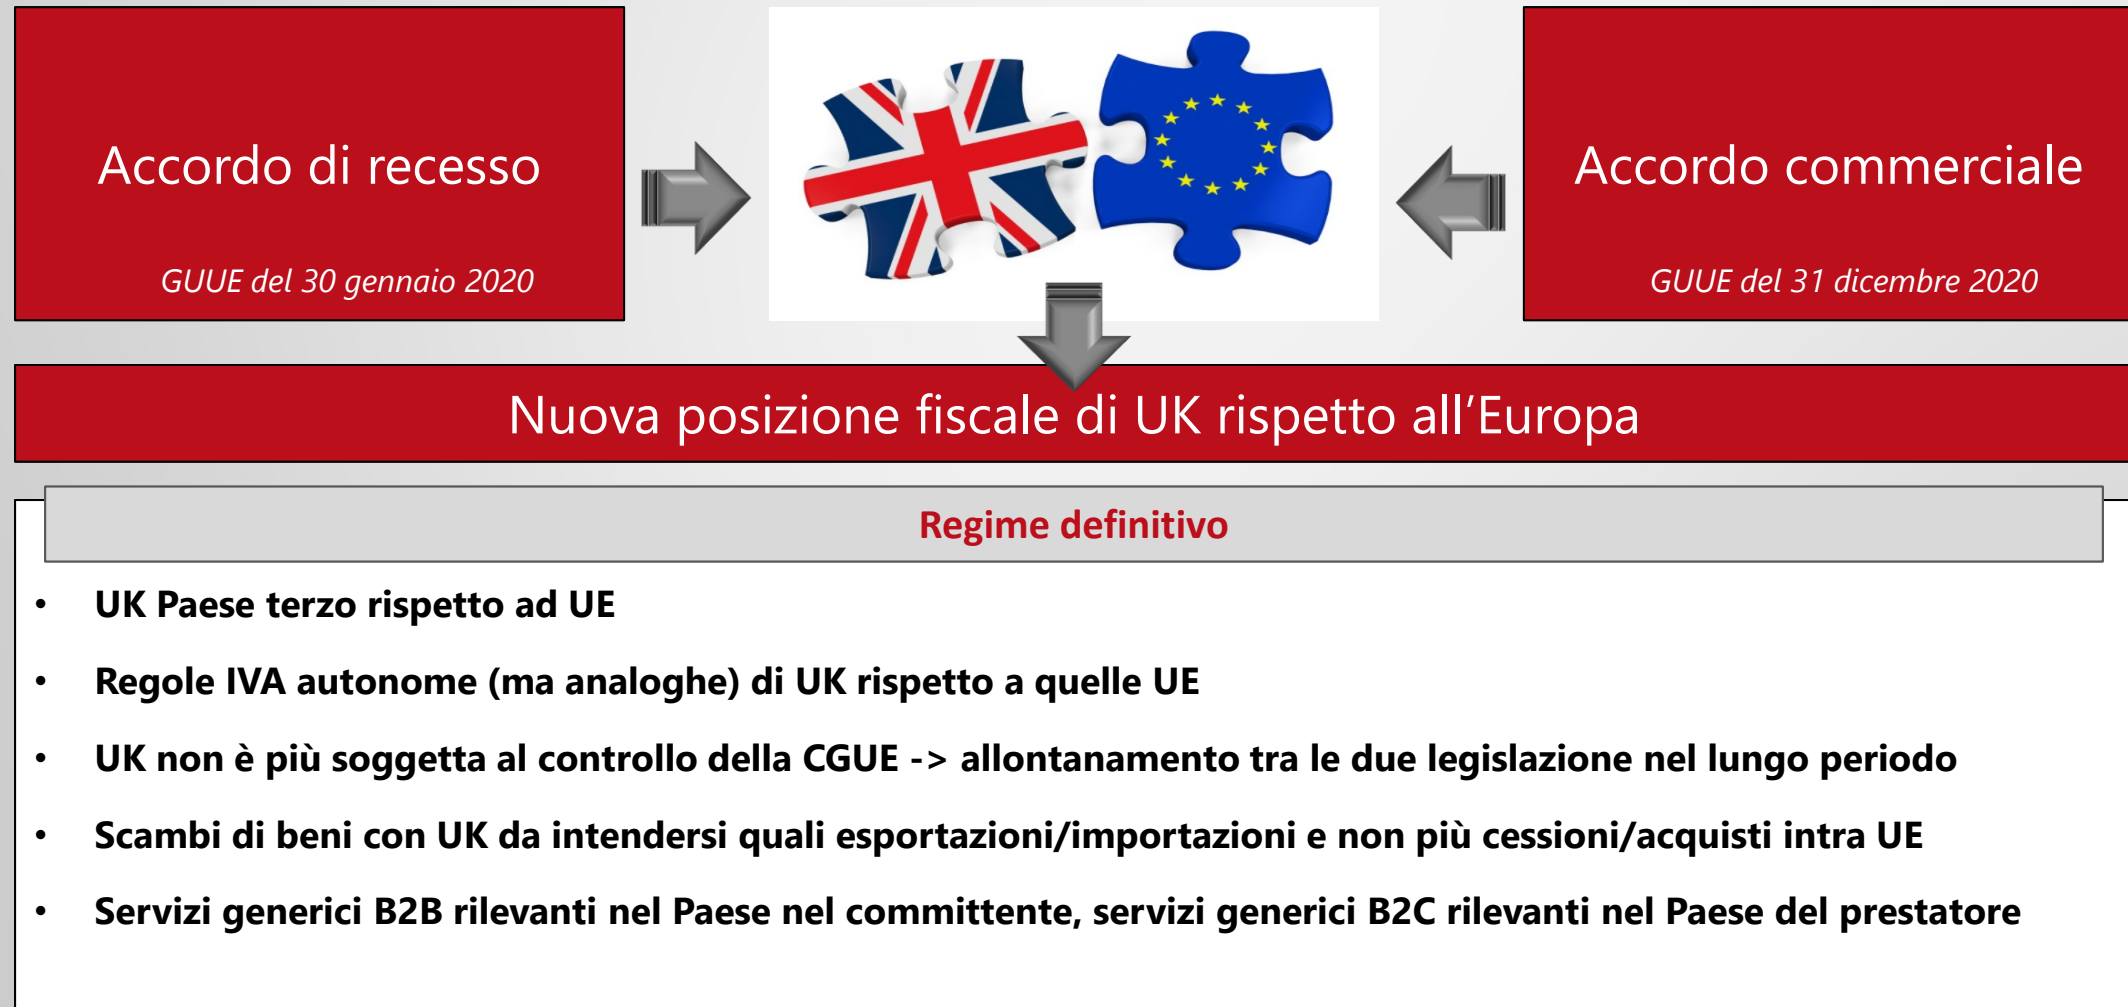 Accordo di recesso
GUUE del 30 gennaio 2020
Accordo commerciale
GUUE del 31 dicembre 2020
Nuova posizione fiscale di UK rispetto all’Europa
Regime definitivo
• UK Paese terzo rispetto ad UE
• Regole IVA autonome (ma analoghe) di UK rispetto a quelle UE
• UK non è più soggetta al controllo della CGUE -> allontanamento tra le due legislazione nel lungo periodo
• Scambi di beni con UK da intendersi quali esportazioni/importazioni e non più cessioni/acquisti intra UE
• Servizi generici B2B rilevanti nel Paese nel committente, servizi generici B2C rilevanti nel Paese del prestatore